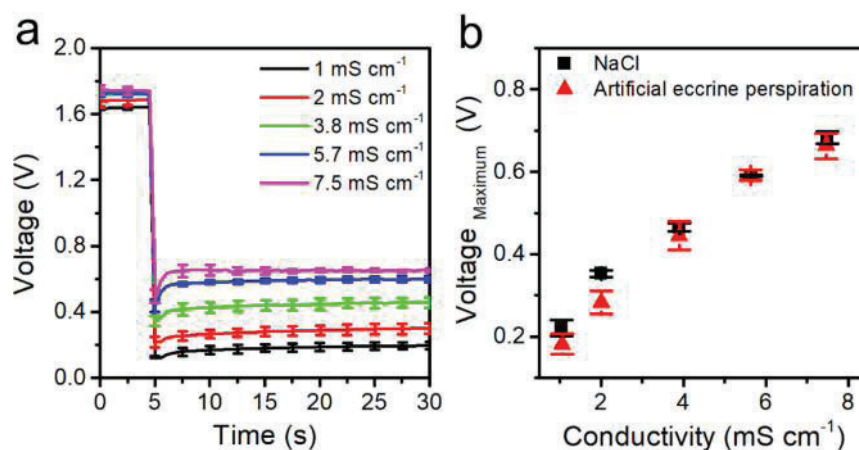 a
2.0
1.6
1.2
0.8
0.4
0.0
Voltage (V)
1 mS cm⁻¹
2 mS cm⁻¹
3.8 mS cm⁻¹
5.7 mS cm⁻¹
7.5 mS cm⁻¹
0 5 10 15 20 25 30
Time (s)
b
0.8
0.6
0.4
0.2
Voltage Maximum (V)
NaCl
Artificial eccrine perspiration
2 4 6 8
Conductivity (mS cm⁻¹)